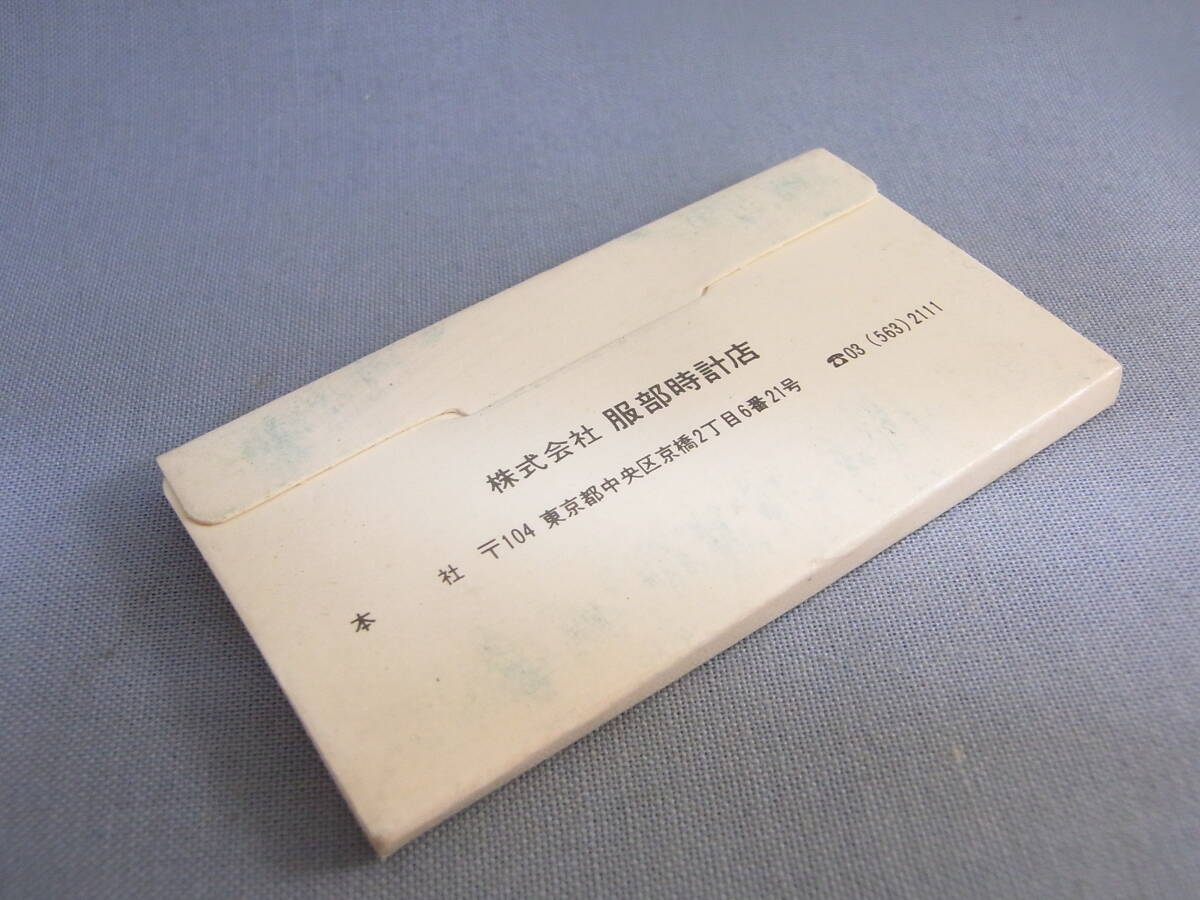 株式会社 服部時計店
本社 〒104 東京都中央区京橋2丁目6番21号 ☎03 (563) 2111